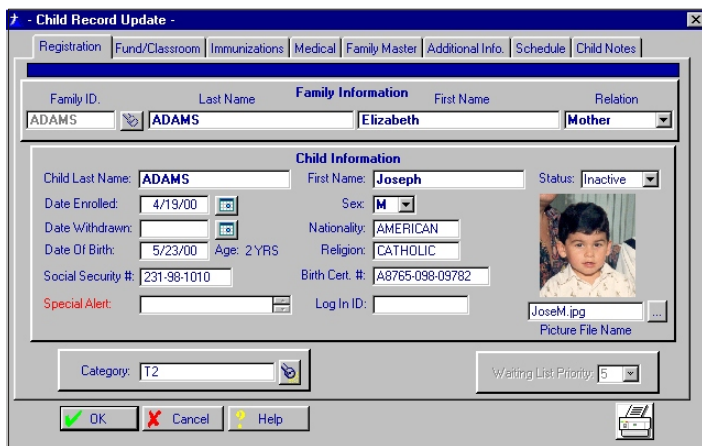 - Child Record Update -
Registration Fund/Classroom Immunizations Medical Family Master Additional Info. Schedule Child Notes
Family Information
Family ID. Last Name First Name Relation
ADAMS ADAMS Elizabeth Mother
Child Information
Child Last Name: ADAMS First Name: Joseph Status: Inactive
Date Enrolled: 4/19/00 Sex: M
Date Withdrawn: Nationality: AMERICAN
Date Of Birth: 5/23/00 Age: 2 YRS Religion: CATHOLIC
Social Security #: 231-98-1010 Birth Cert. #: A8765-098-09782
Special Alert: Log In ID: JoseM.jpg ...
Picture File Name
Category: T2 Waiting List Priority: 5
OK Cancel ? Help